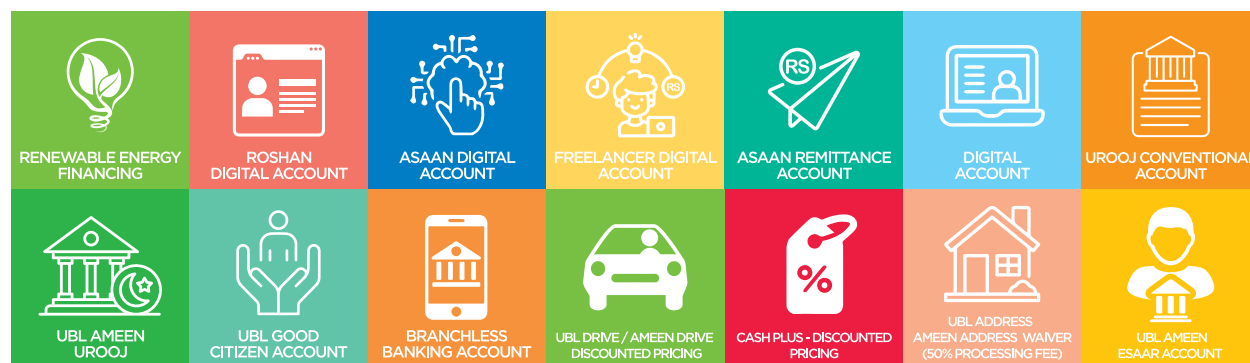 RENEWABLE ENERGY
FINANCING
ROSHAN
DIGITAL ACCOUNT
ASAAN DIGITAL
ACCOUNT
RS
FREELANCER DIGITAL
ACCOUNT
RS
ASAAN REMITTANCE
ACCOUNT
DIGITAL
ACCOUNT
UROOJ CONVENTIONAL
ACCOUNT
UBL AMEEN
UROOJ
UBL GOOD
CITIZEN ACCOUNT
BRANCHLESS
BANKING ACCOUNT
UBL DRIVE / AMEEN DRIVE
DISCOUNTED PRICING
%
CASH PLUS - DISCOUNTED
PRICING
UBL ADDRESS
AMEEN ADDRESS WAIVER
(50% PROCESSING FEE)
UBL AMEEN
ESAAR ACCOUNT